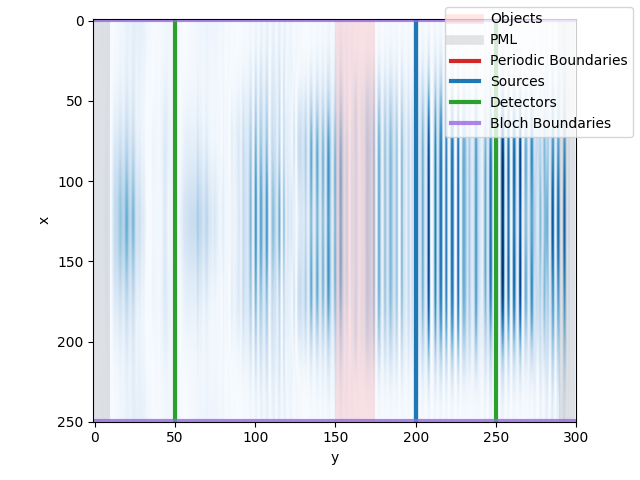 Objects
PML
Periodic Boundaries
Sources
Detectors
Bloch Boundaries
0
50
100
150
200
250
x
0 50 100 150 200 250 300
y